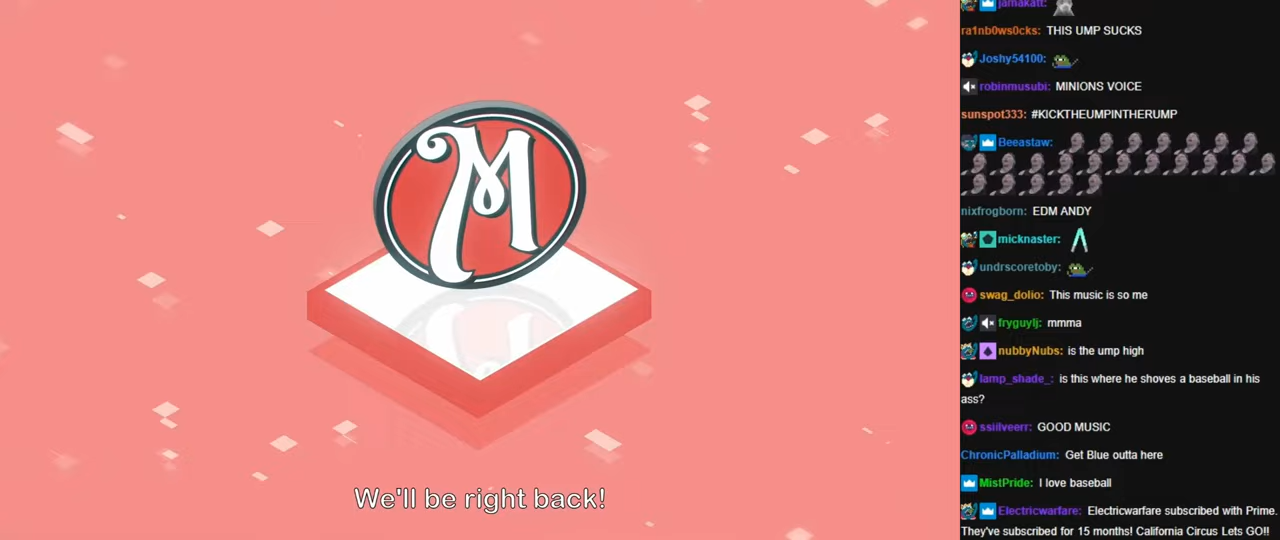 M
We'll be right back!
jamakatt:
ra1nb0ws0cks: THIS UMP SUCKS
Joshy54100:
robinmusubi: MINIONS VOICE
sunspot333: #KICKTHEUMPINTHERUMP
Beeastaw:
nixfrogborn: EDM ANDY
micknaster:
undrscoretoby:
swag_dolio: This music is so me
fryguylj: mmma
nubbyNubs: is the ump high
lamp_shade_: is this where he shoves a baseball in his
ass?
ssiilveerr: GOOD MUSIC
ChronicPalladium: Get Blue outta here
MistPride: I love baseball
Electricwarfare: Electricwarfare subscribed with Prime.
They've subscribed for 15 months! California Circus Lets GO!!